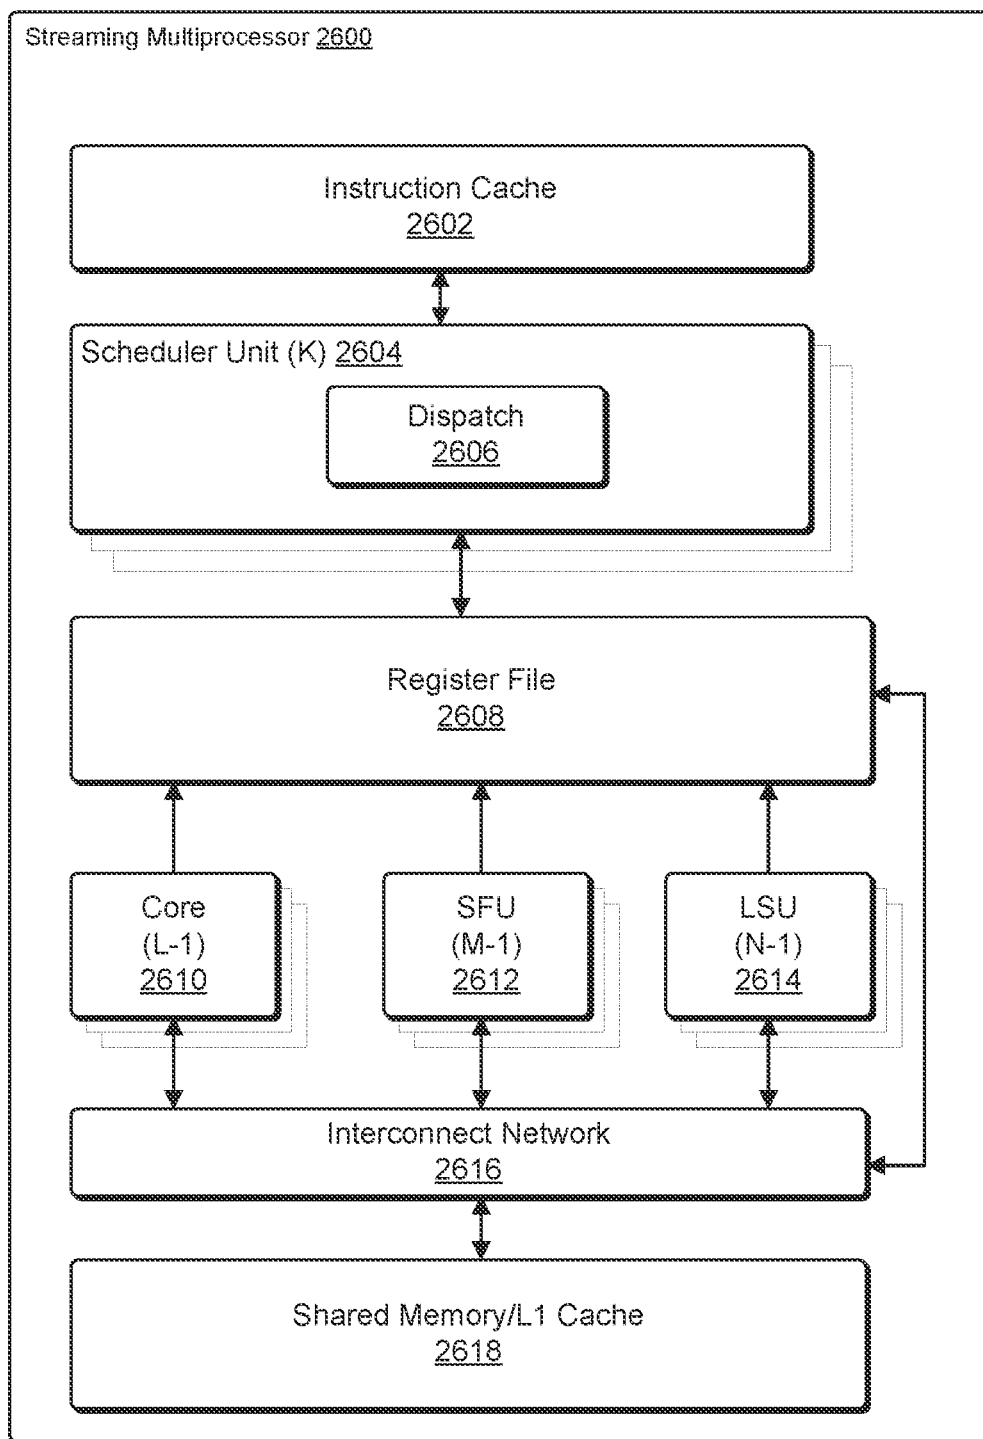 Streaming Multiprocessor 2600
Instruction Cache
2602
Scheduler Unit (K) 2604
Dispatch
2606
Register File
2608
Core
(L-1)
2610
SFU
(M-1)
2612
LSU
(N-1)
2614
Interconnect Network
2616
Shared Memory/L1 Cache
2618